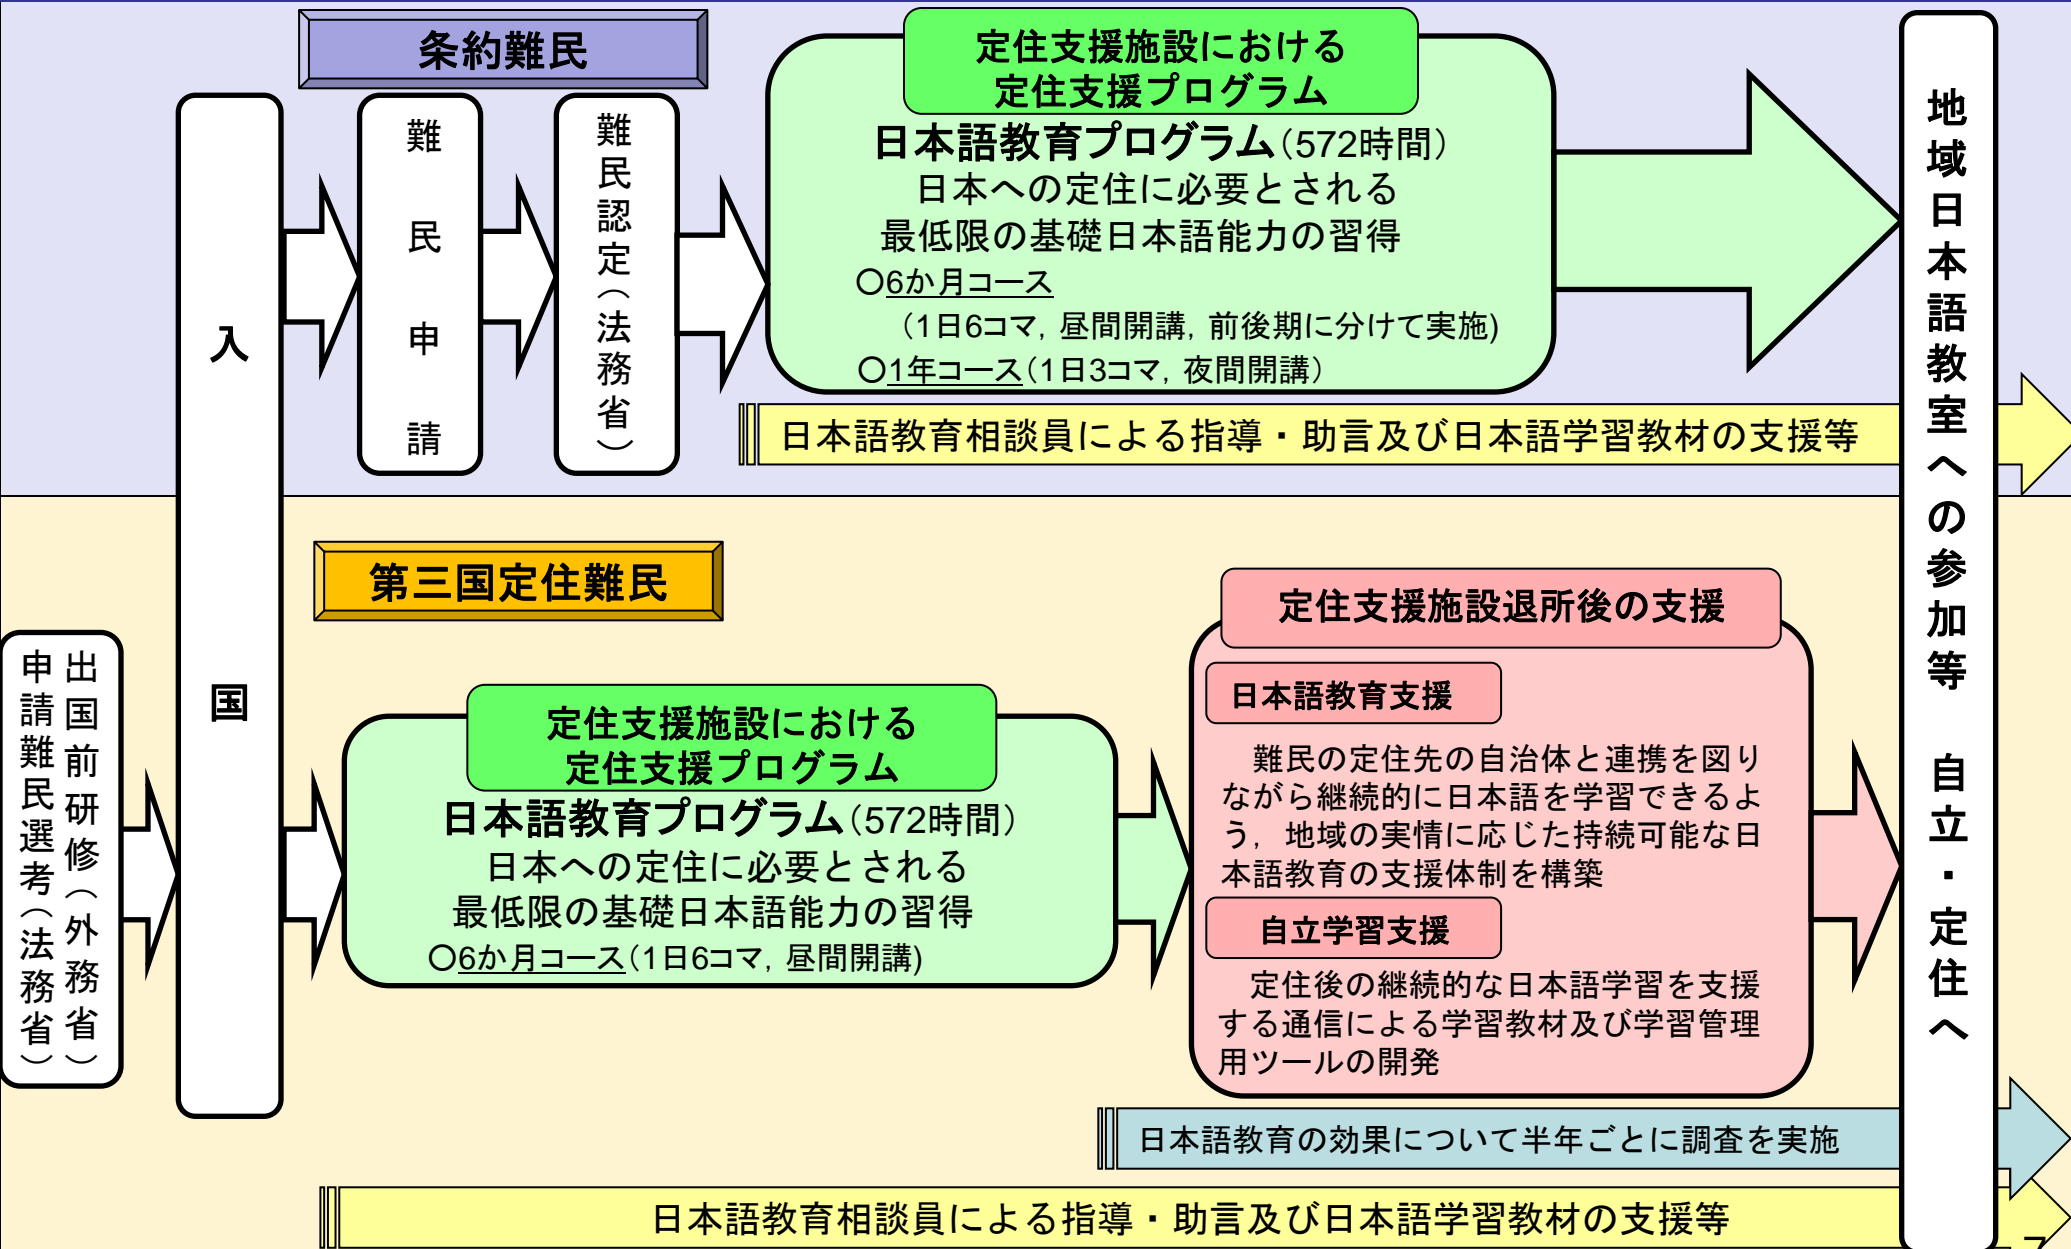 条約難民
入国
難民申請
難民認定（法務省）
定住支援施設における
定住支援プログラム
日本語教育プログラム（572時間）
日本への定住に必要とされる
最低限の基礎日本語能力の習得
○6か月コース
（1日6コマ，昼間開講，前後期に分けて実施)
○1年コース（1日3コマ，夜間開講）
日本語教育相談員による指導・助言及び日本語学習教材の支援等
地域日本語教室への参加等　自立・定住へ
第三国定住難民
出国前研修（外務省）
申請難民選考（法務省）
定住支援施設における
定住支援プログラム
日本語教育プログラム（572時間）
日本への定住に必要とされる
最低限の基礎日本語能力の習得
○6か月コース（1日6コマ，昼間開講)
定住支援施設退所後の支援
日本語教育支援
難民の定住先の自治体と連携を図り
ながら継続的に日本語を学習できるよ
う，地域の実情に応じた持続可能な日
本語教育の支援体制を構築
自立学習支援
定住後の継続的な日本語学習を支援
する通信による学習教材及び学習管理
用ツールの開発
日本語教育の効果について半年ごとに調査を実施
日本語教育相談員による指導・助言及び日本語学習教材の支援等